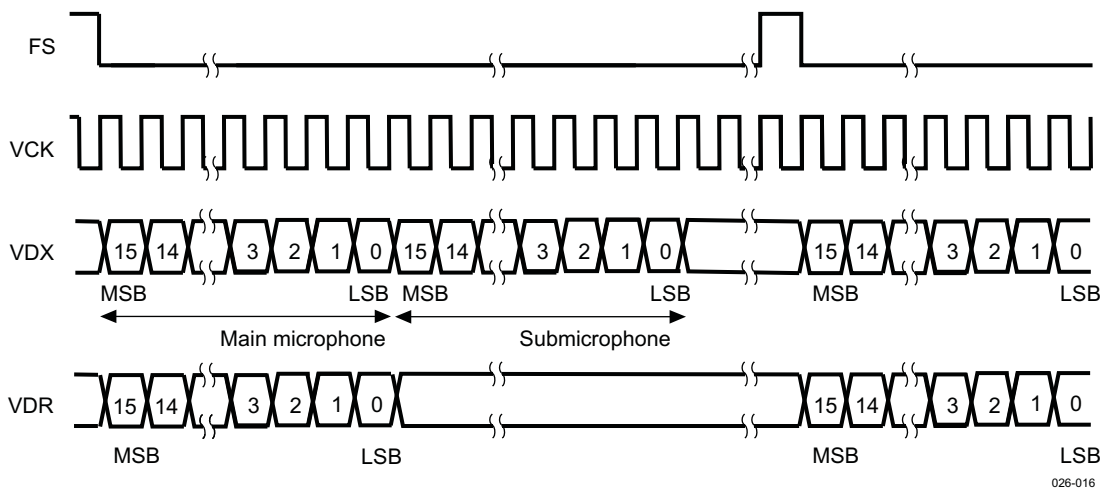 FS
VCK
VDX
15 14 3 2 1 0 15 14 3 2 1 0 15 14 3 2 1 0
MSB LSB MSB LSB MSB LSB
Main microphone Submicrophone
VDR
15 14 3 2 1 0 15 14 3 2 1 0
MSB LSB MSB LSB
026-016